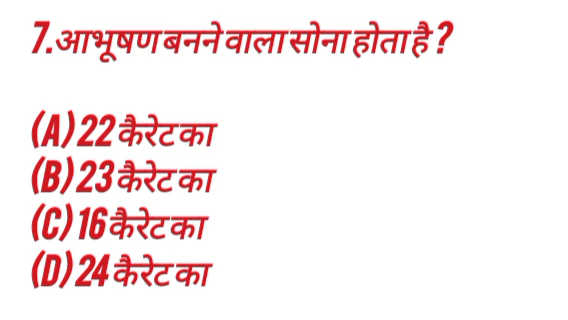 7.आभूषण बनने वाला सोना होता है ?
(A) 22 कैरेट का
(B) 23 कैरेट का
(C) 16 कैरेट का
(D) 24 कैरेट का